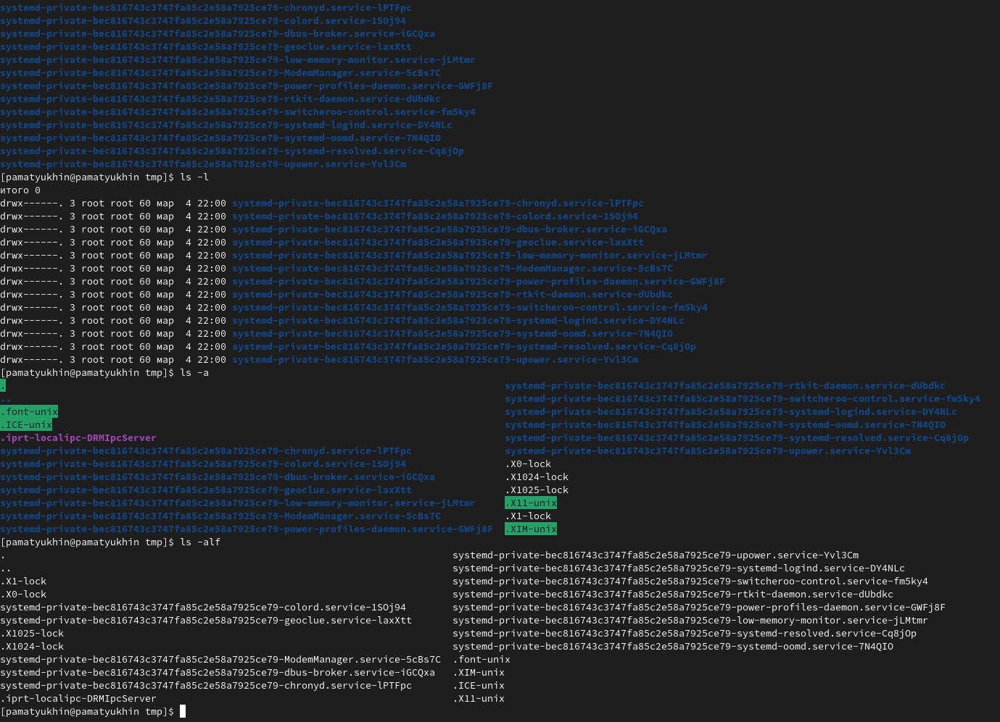 systemd-private-bec816743c3747fa85c2e58a7925ce79-chronyd.service-lPTFpc
systemd-private-bec816743c3747fa85c2e58a7925ce79-colord.service-1SOj94
systemd-private-bec816743c3747fa85c2e58a7925ce79-dbus-broker.service-iGCQxa
systemd-private-bec816743c3747fa85c2e58a7925ce79-geoclue.service-laxXtt
systemd-private-bec816743c3747fa85c2e58a7925ce79-low-memory-monitor.service-jLMtmr
systemd-private-bec816743c3747fa85c2e58a7925ce79-ModemManager.service-5cBs7C
systemd-private-bec816743c3747fa85c2e58a7925ce79-power-profiles-daemon.service-GWFj8F
systemd-private-bec816743c3747fa85c2e58a7925ce79-rtkit-daemon.service-dUbdkc
systemd-private-bec816743c3747fa85c2e58a7925ce79-switcheroo-control.service-fm5ky4
systemd-private-bec816743c3747fa85c2e58a7925ce79-systemd-logind.service-DY4NLc
systemd-private-bec816743c3747fa85c2e58a7925ce79-systemd-oomd.service-7N4QIO
systemd-private-bec816743c3747fa85c2e58a7925ce79-systemd-resolved.service-Cq8jOp
systemd-private-bec816743c3747fa85c2e58a7925ce79-upower.service-Yvl3Cm
[pamatyukhin@pamatyukhin tmp]$ ls -l
итого 0
drwx------. 3 root root 60 мар  4 22:00 systemd-private-bec816743c3747fa85c2e58a7925ce79-chronyd.service-lPTFpc
drwx------. 3 root root 60 мар  4 22:00 systemd-private-bec816743c3747fa85c2e58a7925ce79-colord.service-1SOj94
drwx------. 3 root root 60 мар  4 22:00 systemd-private-bec816743c3747fa85c2e58a7925ce79-dbus-broker.service-iGCQxa
drwx------. 3 root root 60 мар  4 22:00 systemd-private-bec816743c3747fa85c2e58a7925ce79-geoclue.service-laxXtt
drwx------. 3 root root 60 мар  4 22:00 systemd-private-bec816743c3747fa85c2e58a7925ce79-low-memory-monitor.service-jLMtmr
drwx------. 3 root root 60 мар  4 22:00 systemd-private-bec816743c3747fa85c2e58a7925ce79-ModemManager.service-5cBs7C
drwx------. 3 root root 60 мар  4 22:00 systemd-private-bec816743c3747fa85c2e58a7925ce79-power-profiles-daemon.service-GWFj8F
drwx------. 3 root root 60 мар  4 22:00 systemd-private-bec816743c3747fa85c2e58a7925ce79-rtkit-daemon.service-dUbdkc
drwx------. 3 root root 60 мар  4 22:00 systemd-private-bec816743c3747fa85c2e58a7925ce79-switcheroo-control.service-fm5ky4
drwx------. 3 root root 60 мар  4 22:00 systemd-private-bec816743c3747fa85c2e58a7925ce79-systemd-logind.service-DY4NLc
drwx------. 3 root root 60 мар  4 22:00 systemd-private-bec816743c3747fa85c2e58a7925ce79-systemd-oomd.service-7N4QIO
drwx------. 3 root root 60 мар  4 22:00 systemd-private-bec816743c3747fa85c2e58a7925ce79-systemd-resolved.service-Cq8jOp
drwx------. 3 root root 60 мар  4 22:00 systemd-private-bec816743c3747fa85c2e58a7925ce79-upower.service-Yvl3Cm
[pamatyukhin@pamatyukhin tmp]$ ls -a
. systemd-private-bec816743c3747fa85c2e58a7925ce79-rtkit-daemon.service-dUbdkc
.. systemd-private-bec816743c3747fa85c2e58a7925ce79-switcheroo-control.service-fm5ky4
.font-unix systemd-private-bec816743c3747fa85c2e58a7925ce79-systemd-logind.service-DY4NLc
.ICE-unix systemd-private-bec816743c3747fa85c2e58a7925ce79-systemd-oomd.service-7N4QIO
.iprt-localipc-DRMIpcServer systemd-private-bec816743c3747fa85c2e58a7925ce79-systemd-resolved.service-Cq8jOp
systemd-private-bec816743c3747fa85c2e58a7925ce79-chronyd.service-lPTFpc systemd-private-bec816743c3747fa85c2e58a7925ce79-upower.service-Yvl3Cm
systemd-private-bec816743c3747fa85c2e58a7925ce79-colord.service-1SOj94 .X0-lock
systemd-private-bec816743c3747fa85c2e58a7925ce79-dbus-broker.service-iGCQxa .X1024-lock
systemd-private-bec816743c3747fa85c2e58a7925ce79-geoclue.service-laxXtt .X1025-lock
systemd-private-bec816743c3747fa85c2e58a7925ce79-low-memory-monitor.service-jLMtmr .X11-unix
systemd-private-bec816743c3747fa85c2e58a7925ce79-ModemManager.service-5cBs7C .X1-lock
systemd-private-bec816743c3747fa85c2e58a7925ce79-power-profiles-daemon.service-GWFj8F .XIM-unix
[pamatyukhin@pamatyukhin tmp]$ ls -alf
. systemd-private-bec816743c3747fa85c2e58a7925ce79-upower.service-Yvl3Cm
.. systemd-private-bec816743c3747fa85c2e58a7925ce79-systemd-logind.service-DY4NLc
.X1-lock systemd-private-bec816743c3747fa85c2e58a7925ce79-switcheroo-control.service-fm5ky4
.X0-lock systemd-private-bec816743c3747fa85c2e58a7925ce79-rtkit-daemon.service-dUbdkc
systemd-private-bec816743c3747fa85c2e58a7925ce79-colord.service-1SOj94 systemd-private-bec816743c3747fa85c2e58a7925ce79-power-profiles-daemon.service-GWFj8F
systemd-private-bec816743c3747fa85c2e58a7925ce79-geoclue.service-laxXtt systemd-private-bec816743c3747fa85c2e58a7925ce79-low-memory-monitor.service-jLMtmr
.X1025-lock systemd-private-bec816743c3747fa85c2e58a7925ce79-systemd-resolved.service-Cq8jOp
.X1024-lock systemd-private-bec816743c3747fa85c2e58a7925ce79-systemd-oomd.service-7N4QIO
systemd-private-bec816743c3747fa85c2e58a7925ce79-ModemManager.service-5cBs7C .font-unix
systemd-private-bec816743c3747fa85c2e58a7925ce79-dbus-broker.service-iGCQxa .XIM-unix
systemd-private-bec816743c3747fa85c2e58a7925ce79-chronyd.service-lPTFpc .ICE-unix
.iprt-localipc-DRMIpcServer .X11-unix
[pamatyukhin@pamatyukhin tmp]$